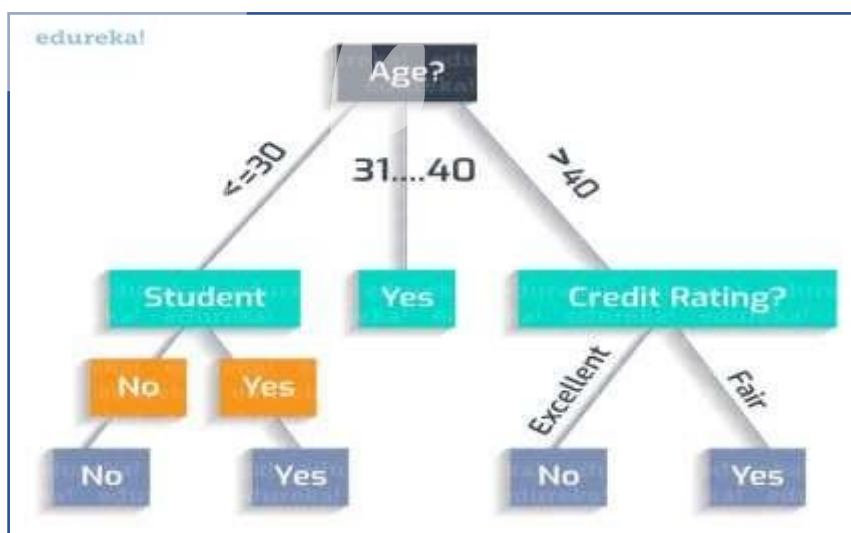 edureka!
Age?
<=30
31....40
>40
Student
Yes
Credit Rating?
No
Yes
Excellent
Fair
No
Yes
No
Yes